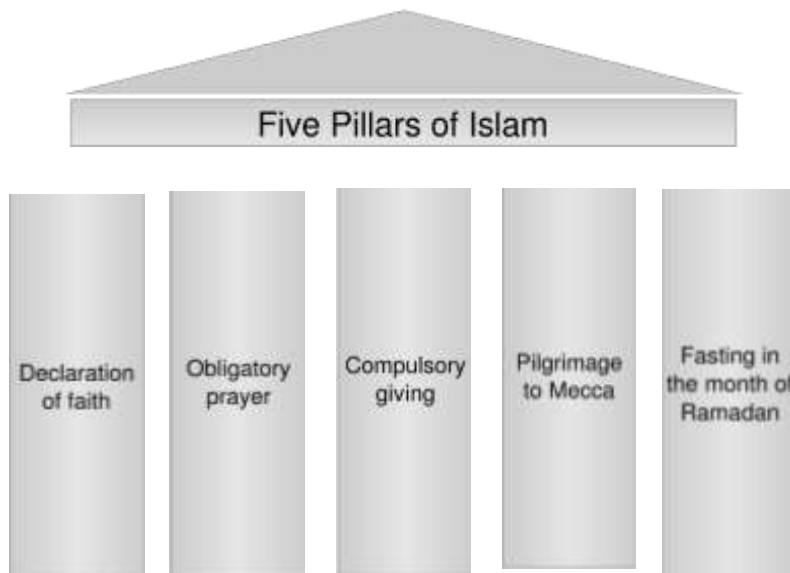 Five Pillars of Islam
Declaration
of faith
Obligatory
prayer
Compulsory
giving
Pilgrimage
to Mecca
Fasting in
the month of
Ramadan